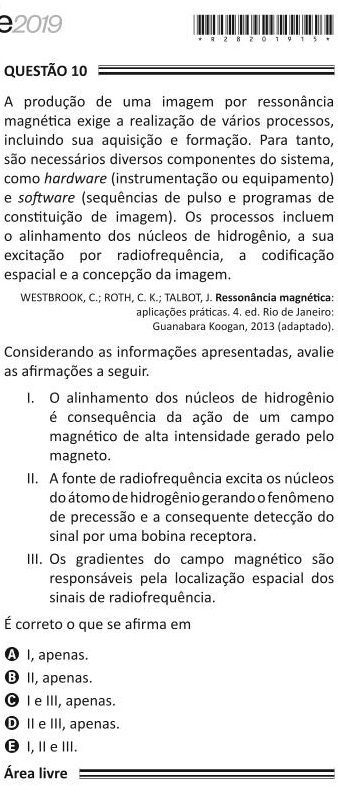 e2019
*R28201915*
QUESTÃO 10
A produção de uma imagem por ressonância
magnética exige a realização de vários processos,
incluindo sua aquisição e formação. Para tanto,
são necessários diversos componentes do sistema,
como hardware (instrumentação ou equipamento)
e software (sequências de pulso e programas de
constituição de imagem). Os processos incluem
o alinhamento dos núcleos de hidrogênio, a sua
excitação por radiofrequência, a codificação
espacial e a concepção da imagem.
WESTBROOK, C.; ROTH, C. K.; TALBOT, J. Ressonância magnética:
aplicações práticas. 4. ed. Rio de Janeiro:
Guanabara Koogan, 2013 (adaptado).
Considerando as informações apresentadas, avalie
as afirmações a seguir.
I. O alinhamento dos núcleos de hidrogênio
é consequência da ação de um campo
magnético de alta intensidade gerado pelo
magneto.
II. A fonte de radiofrequência excita os núcleos
do átomo de hidrogênio gerando o fenômeno
de precessão e a consequente detecção do
sinal por uma bobina receptora.
III. Os gradientes do campo magnético são
responsáveis pela localização espacial dos
sinais de radiofrequência.
É correto o que se afirma em
A I, apenas.
B II, apenas.
C I e III, apenas.
D II e III, apenas.
E I, II e III.
Área livre